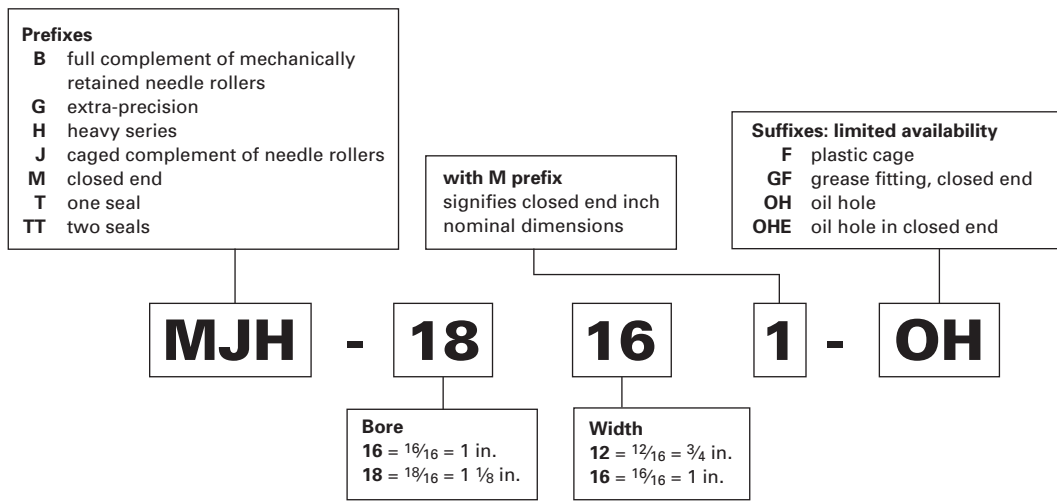 Prefixes
B full complement of mechanically
retained needle rollers
G extra-precision
H heavy series
J caged complement of needle rollers
M closed end
T one seal
TT two seals
with M prefix
signifies closed end inch
nominal dimensions
Suffixes: limited availability
F plastic cage
GF grease fitting, closed end
OH oil hole
OHE oil hole in closed end
MJH - 18 16 1 - OH
Bore
16 = 16/16 = 1 in.
18 = 18/16 = 1 1/8 in.
Width
12 = 12/16 = 3/4 in.
16 = 16/16 = 1 in.